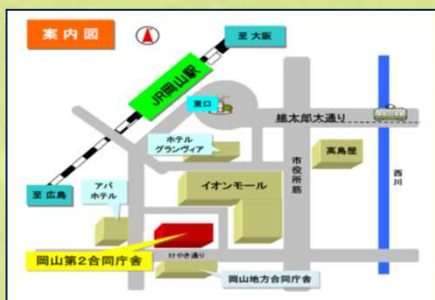 案内図
至 大阪
JR岡山駅
東口
桃太郎大通り
ホテル
グランヴィア
市役所筋
高島屋
西川
イオンモール
至 広島
アパ
ホテル
岡山第2合同庁舎
けやき通り
岡山地方合同庁舎